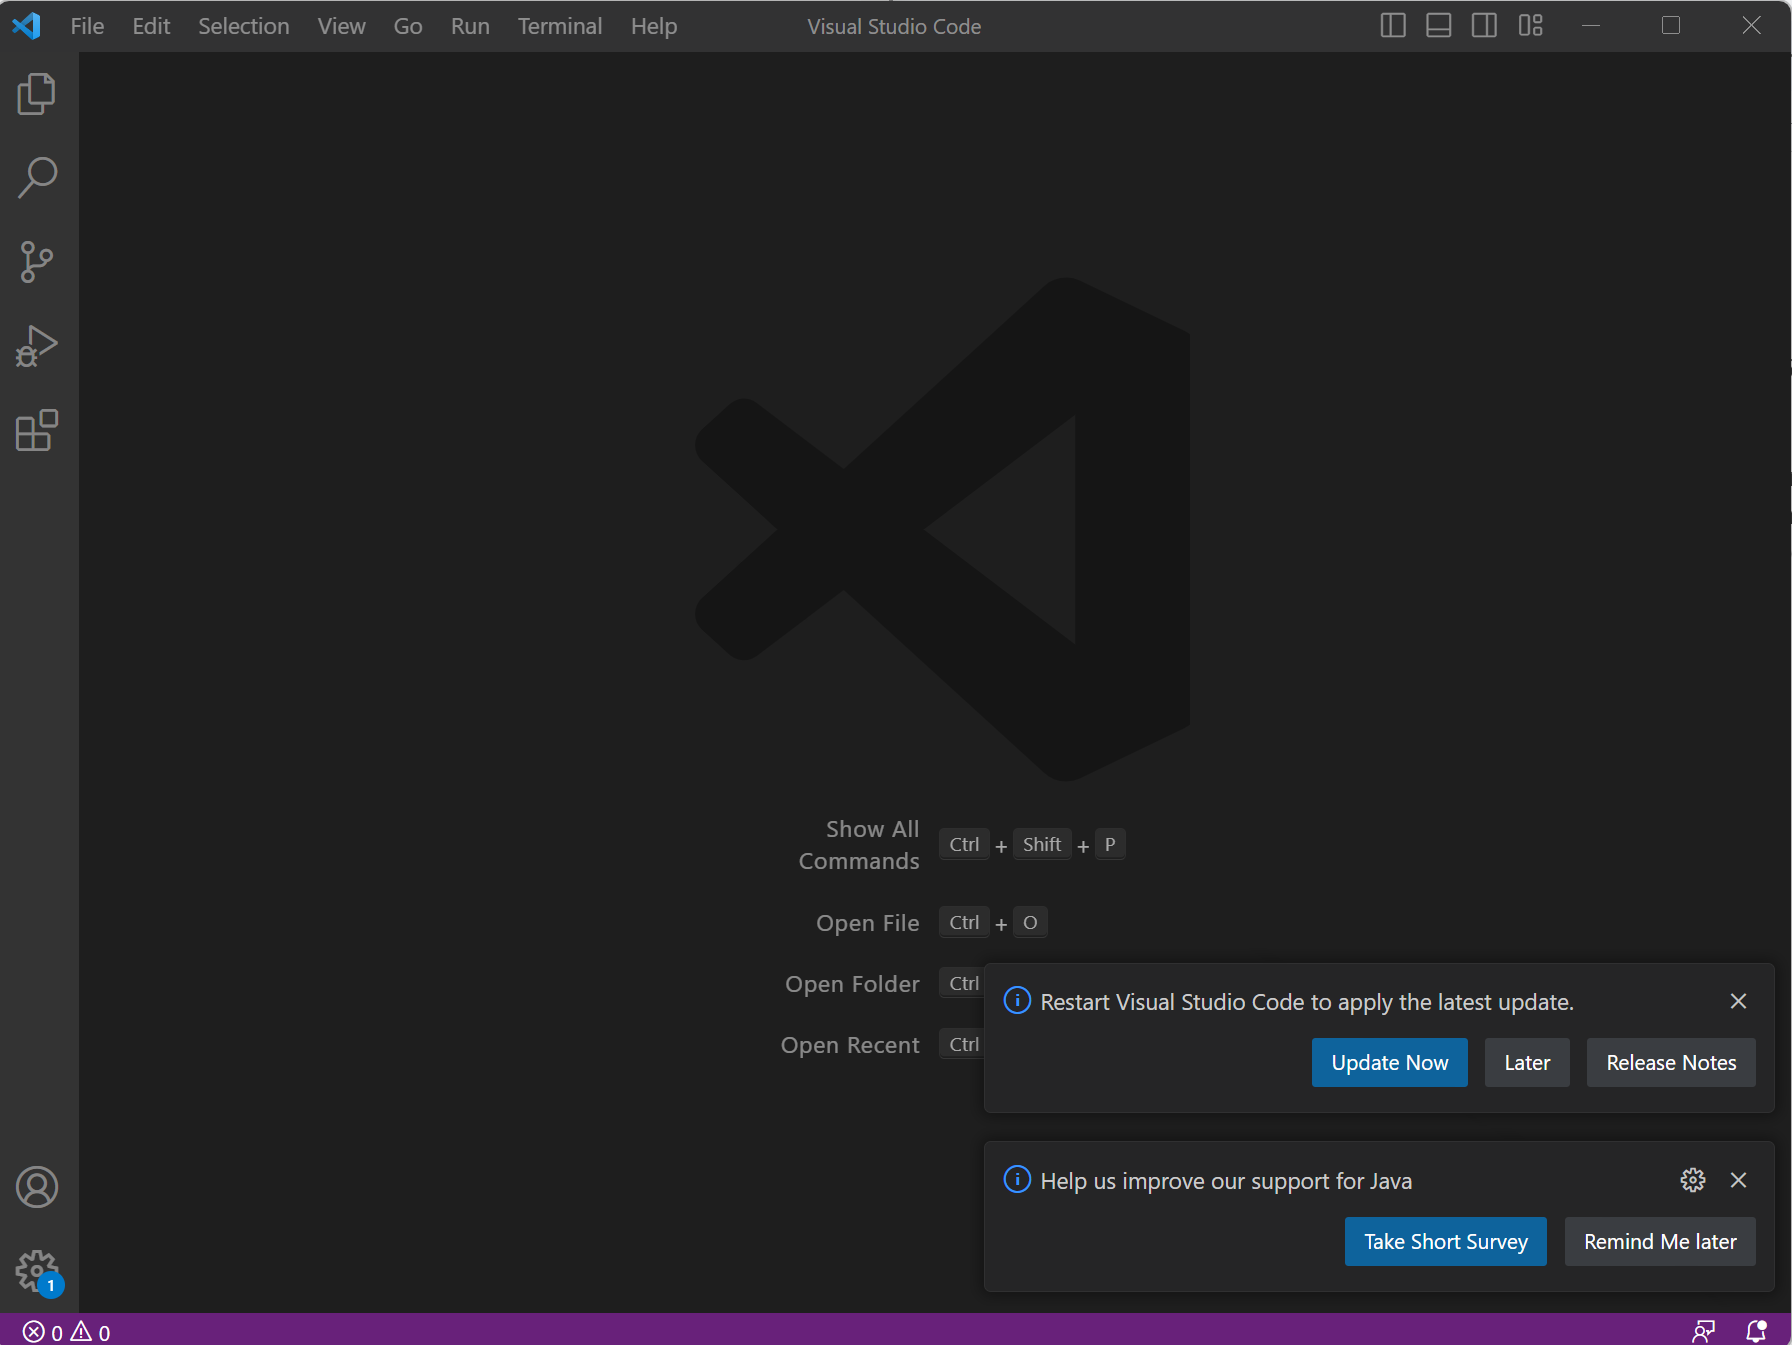 File Edit Selection View Go Run Terminal Help Visual Studio Code
Show All
Commands Ctrl + Shift + P
Open File Ctrl + O
Open Folder Ctrl
Open Recent Ctrl
Restart Visual Studio Code to apply the latest update.
Update Now Later Release Notes
Help us improve our support for Java
Take Short Survey Remind Me later
1
0 0